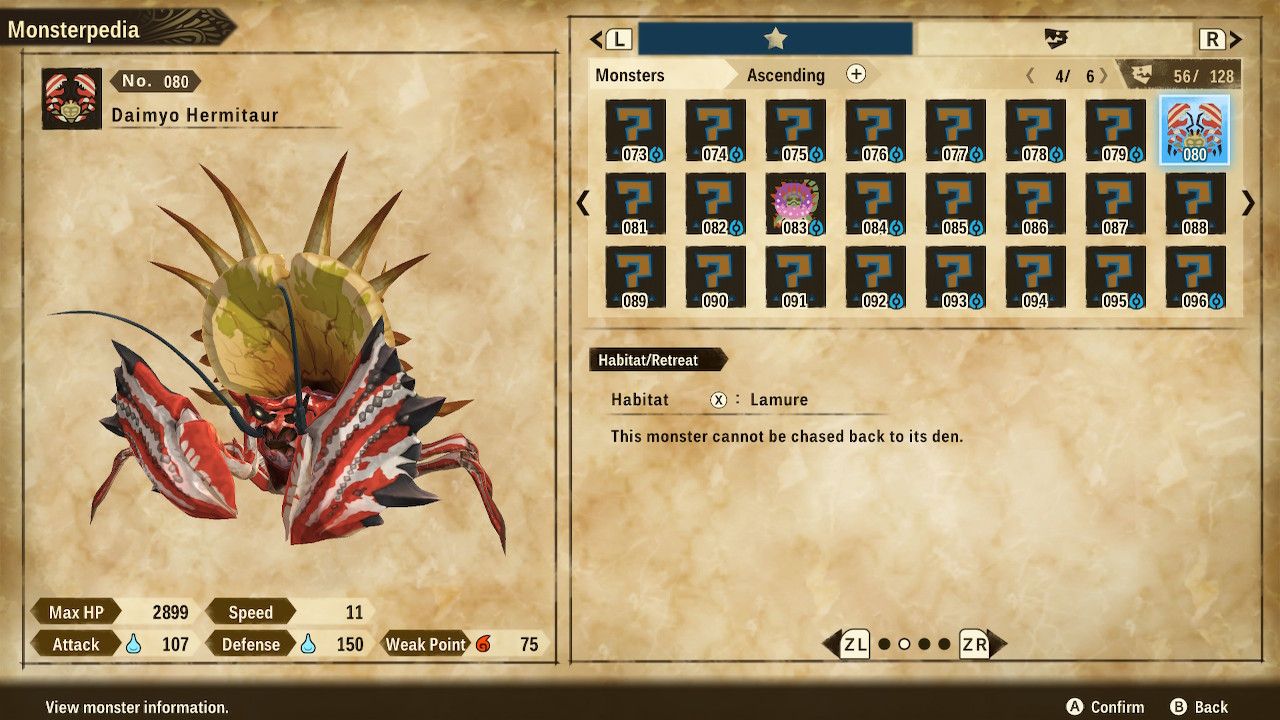 Monsterpedia
No. 080
Daimyo Hermitaur
Max HP 2899 Speed 11
Attack 107 Defense 150 Weak Point 75
L R
Monsters Ascending 4/ 6 56/ 128
073 074 075 076 077 078 079 080
081 082 083 084 085 086 087 088
089 090 091 092 093 094 095 096
Habitat/Retreat
Habitat X : Lamure
This monster cannot be chased back to its den.
ZL ZR
View monster information.
A Confirm B Back